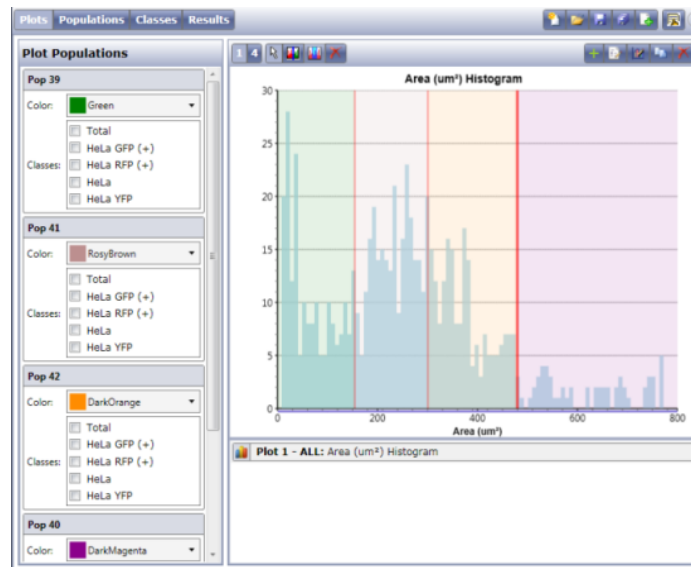 Plots Populations Classes Results
Plot Populations
Pop 39
Color: Green
Classes:
Total
HeLa GFP (+)
HeLa RFP (+)
HeLa
HeLa YFP
Pop 41
Color: RosyBrown
Classes:
Total
HeLa GFP (+)
HeLa RFP (+)
HeLa
HeLa YFP
Pop 42
Color: DarkOrange
Classes:
Total
HeLa GFP (+)
HeLa RFP (+)
HeLa
HeLa YFP
Pop 40
Color: DarkMagenta
1 4
Area (um²) Histogram
30
25
20
15
10
5
0
0 200 400 600 800
Area (um²)
Plot 1 - ALL: Area (um²) Histogram